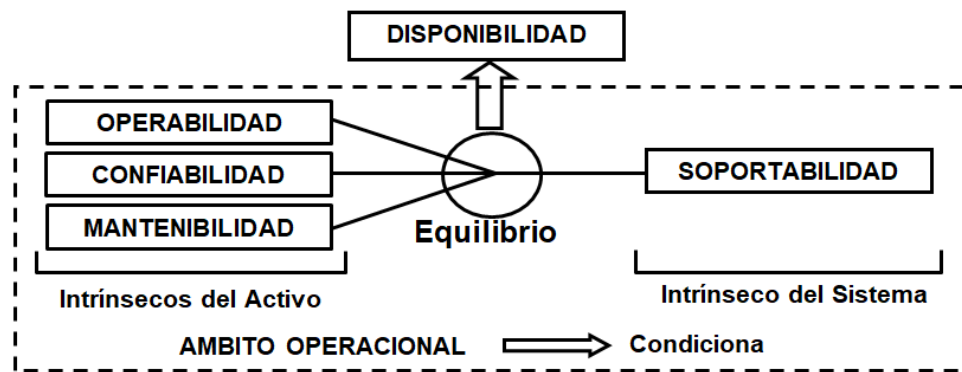 DISPONIBILIDAD
OPERABILIDAD
CONFIABILIDAD
MANTENIBILIDAD
Equilibrio
SOPORTABILIDAD
Intrínsecos del Activo
Intrínseco del Sistema
AMBITO OPERACIONAL
Condiciona